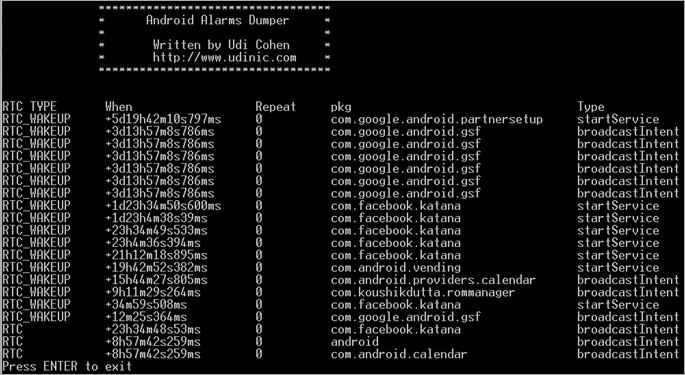 *********************************
* Android Alarms Dumper *
* *
* Written by Udi Cohen *
* http://www.udinic.com *
*********************************
RTC TYPE When Repeat pkg Type
RTC_WAKEUP +5d19h42m10s797ms 0 com.google.android.partnersetup startService
RTC_WAKEUP +3d13h57m8s786ms 0 com.google.android.gsf broadcastIntent
RTC_WAKEUP +3d13h57m8s786ms 0 com.google.android.gsf broadcastIntent
RTC_WAKEUP +3d13h57m8s786ms 0 com.google.android.gsf broadcastIntent
RTC_WAKEUP +3d13h57m8s786ms 0 com.google.android.gsf broadcastIntent
RTC_WAKEUP +3d13h57m8s786ms 0 com.google.android.gsf broadcastIntent
RTC_WAKEUP +3d13h57m8s786ms 0 com.google.android.gsf broadcastIntent
RTC_WAKEUP +1d23h34m50s600ms 0 com.facebook.katana startService
RTC_WAKEUP +1d23h4m38s39ms 0 com.facebook.katana startService
RTC_WAKEUP +23h34m49s533ms 0 com.facebook.katana startService
RTC_WAKEUP +23h4m36s394ms 0 com.facebook.katana startService
RTC_WAKEUP +21h12m18s895ms 0 com.facebook.katana startService
RTC_WAKEUP +19h42m52s382ms 0 com.android.vending startService
RTC_WAKEUP +15h44m27s805ms 0 com.android.providers.calendar broadcastIntent
RTC_WAKEUP +9h11m29s264ms 0 com.koushikdutta.rommanager broadcastIntent
RTC_WAKEUP +34m59s508ms 0 com.facebook.katana startService
RTC_WAKEUP +12m25s364ms 0 com.google.android.gsf broadcastIntent
RTC +23h34m48s53ms 0 com.facebook.katana broadcastIntent
RTC +8h57m42s259ms 0 android broadcastIntent
RTC +8h57m42s259ms 0 com.android.calendar broadcastIntent
Press ENTER to exit